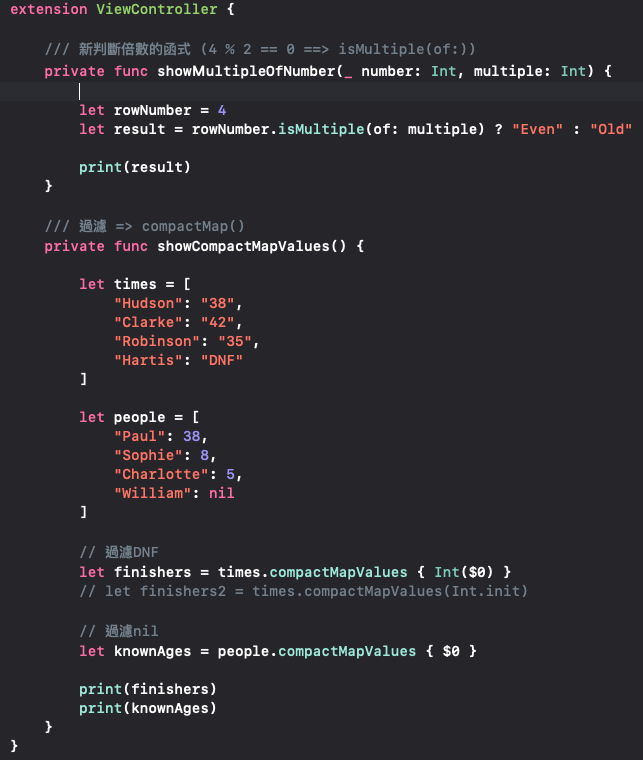 extension ViewController {
/// 新判斷倍數的函式 (4 % 2 == 0 ==> isMultiple(of:))
private func showMultipleOfNumber(_ number: Int, multiple: Int) {
let rowNumber = 4
let result = rowNumber.isMultiple(of: multiple) ? "Even" : "Old"
print(result)
}
/// 過濾 => compactMap()
private func showCompactMapValues() {
let times = [
"Hudson": "38",
"Clarke": "42",
"Robinson": "35",
"Hartis": "DNF"
]
let people = [
"Paul": 38,
"Sophie": 8,
"Charlotte": 5,
"William": nil
]
// 過濾DNF
let finishers = times.compactMapValues { Int($0) }
// let finishers2 = times.compactMapValues(Int.init)
// 過濾nil
let knownAges = people.compactMapValues { $0 }
print(finishers)
print(knownAges)
}
}